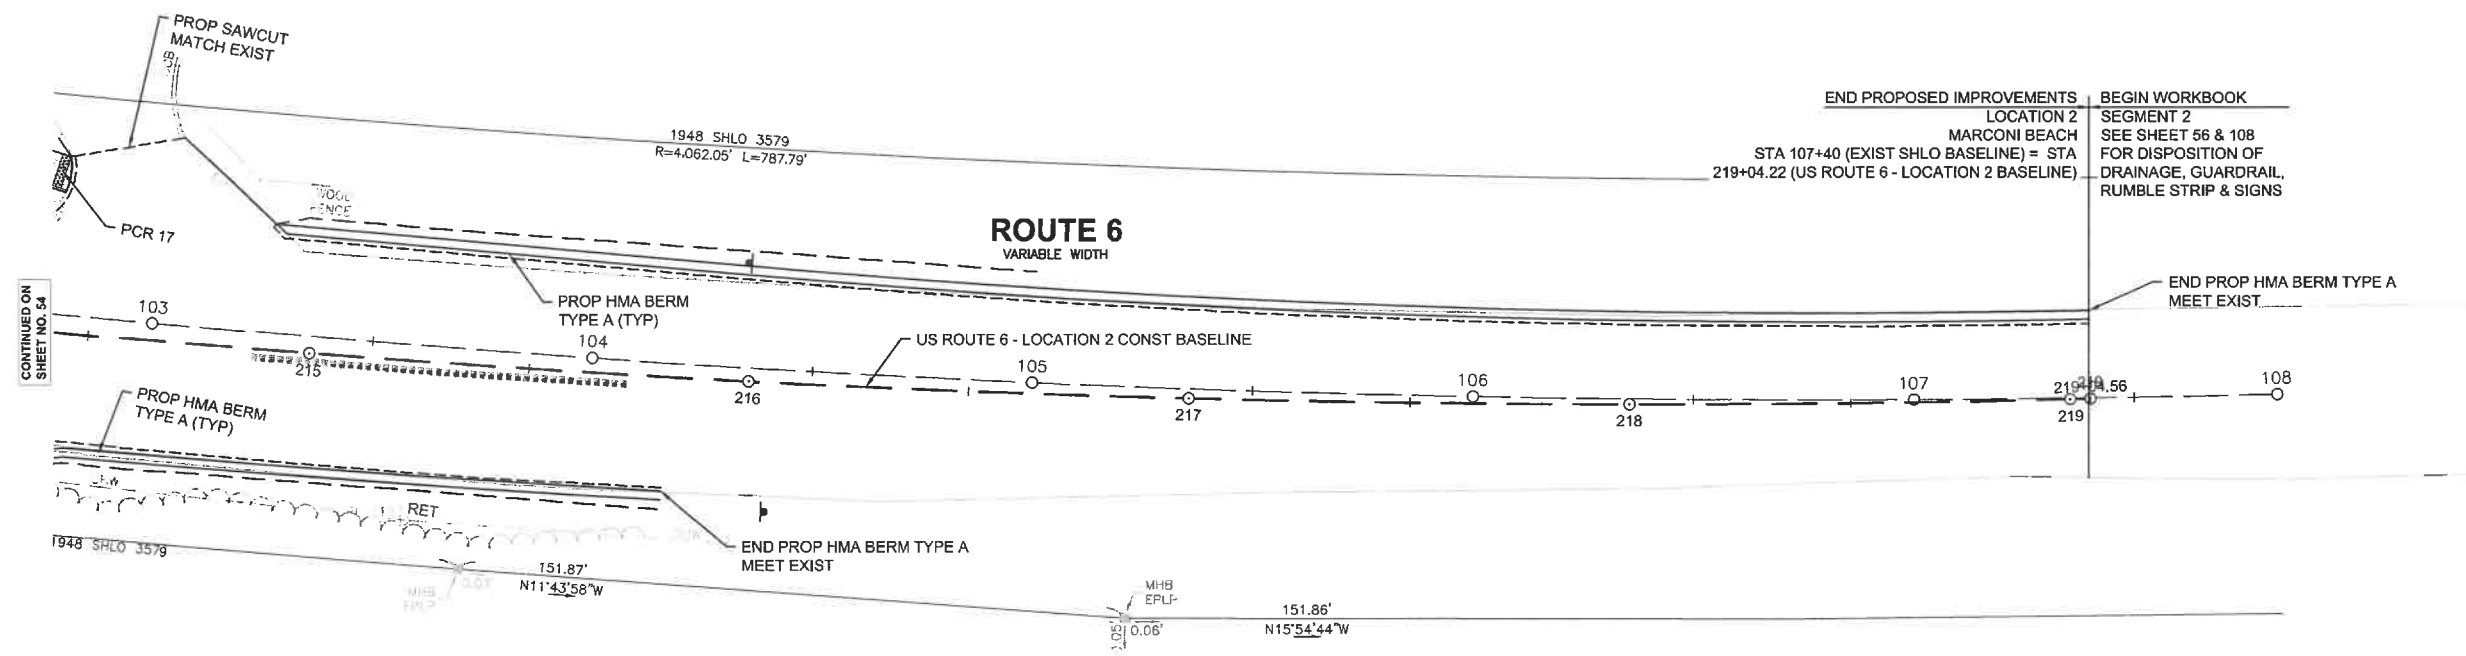 PROP SAWCUT
MATCH EXIST
1948 SHLO 3579
R=4,062.05' L=787.79'
END PROPOSED IMPROVEMENTS
LOCATION 2
MARCONI BEACH
STA 107+40 (EXIST SHLO BASELINE) = STA
219+04.22 (US ROUTE 6 - LOCATION 2 BASELINE)
BEGIN WORKBOOK
SEGMENT 2
SEE SHEET 56 & 108
FOR DISPOSITION OF
DRAINAGE, GUARDRAIL,
RUMBLE STRIP & SIGNS
WOOD
FENCE
PCR 17
ROUTE 6
VARIABLE WIDTH
CONTINUED ON
SHEET NO. 54
PROP HMA BERM
TYPE A (TYP)
END PROP HMA BERM TYPE A
MEET EXIST
US ROUTE 6 - LOCATION 2 CONST BASELINE
103
104
105
106
107
108
215
216
217
218
219
PROP HMA BERM
TYPE A (TYP)
RET
1948 SHLO 3579
END PROP HMA BERM TYPE A
MEET EXIST
151.87'
N11°43'58"W
MHB
MHB
0.06'
151.86'
N15°54'44"W